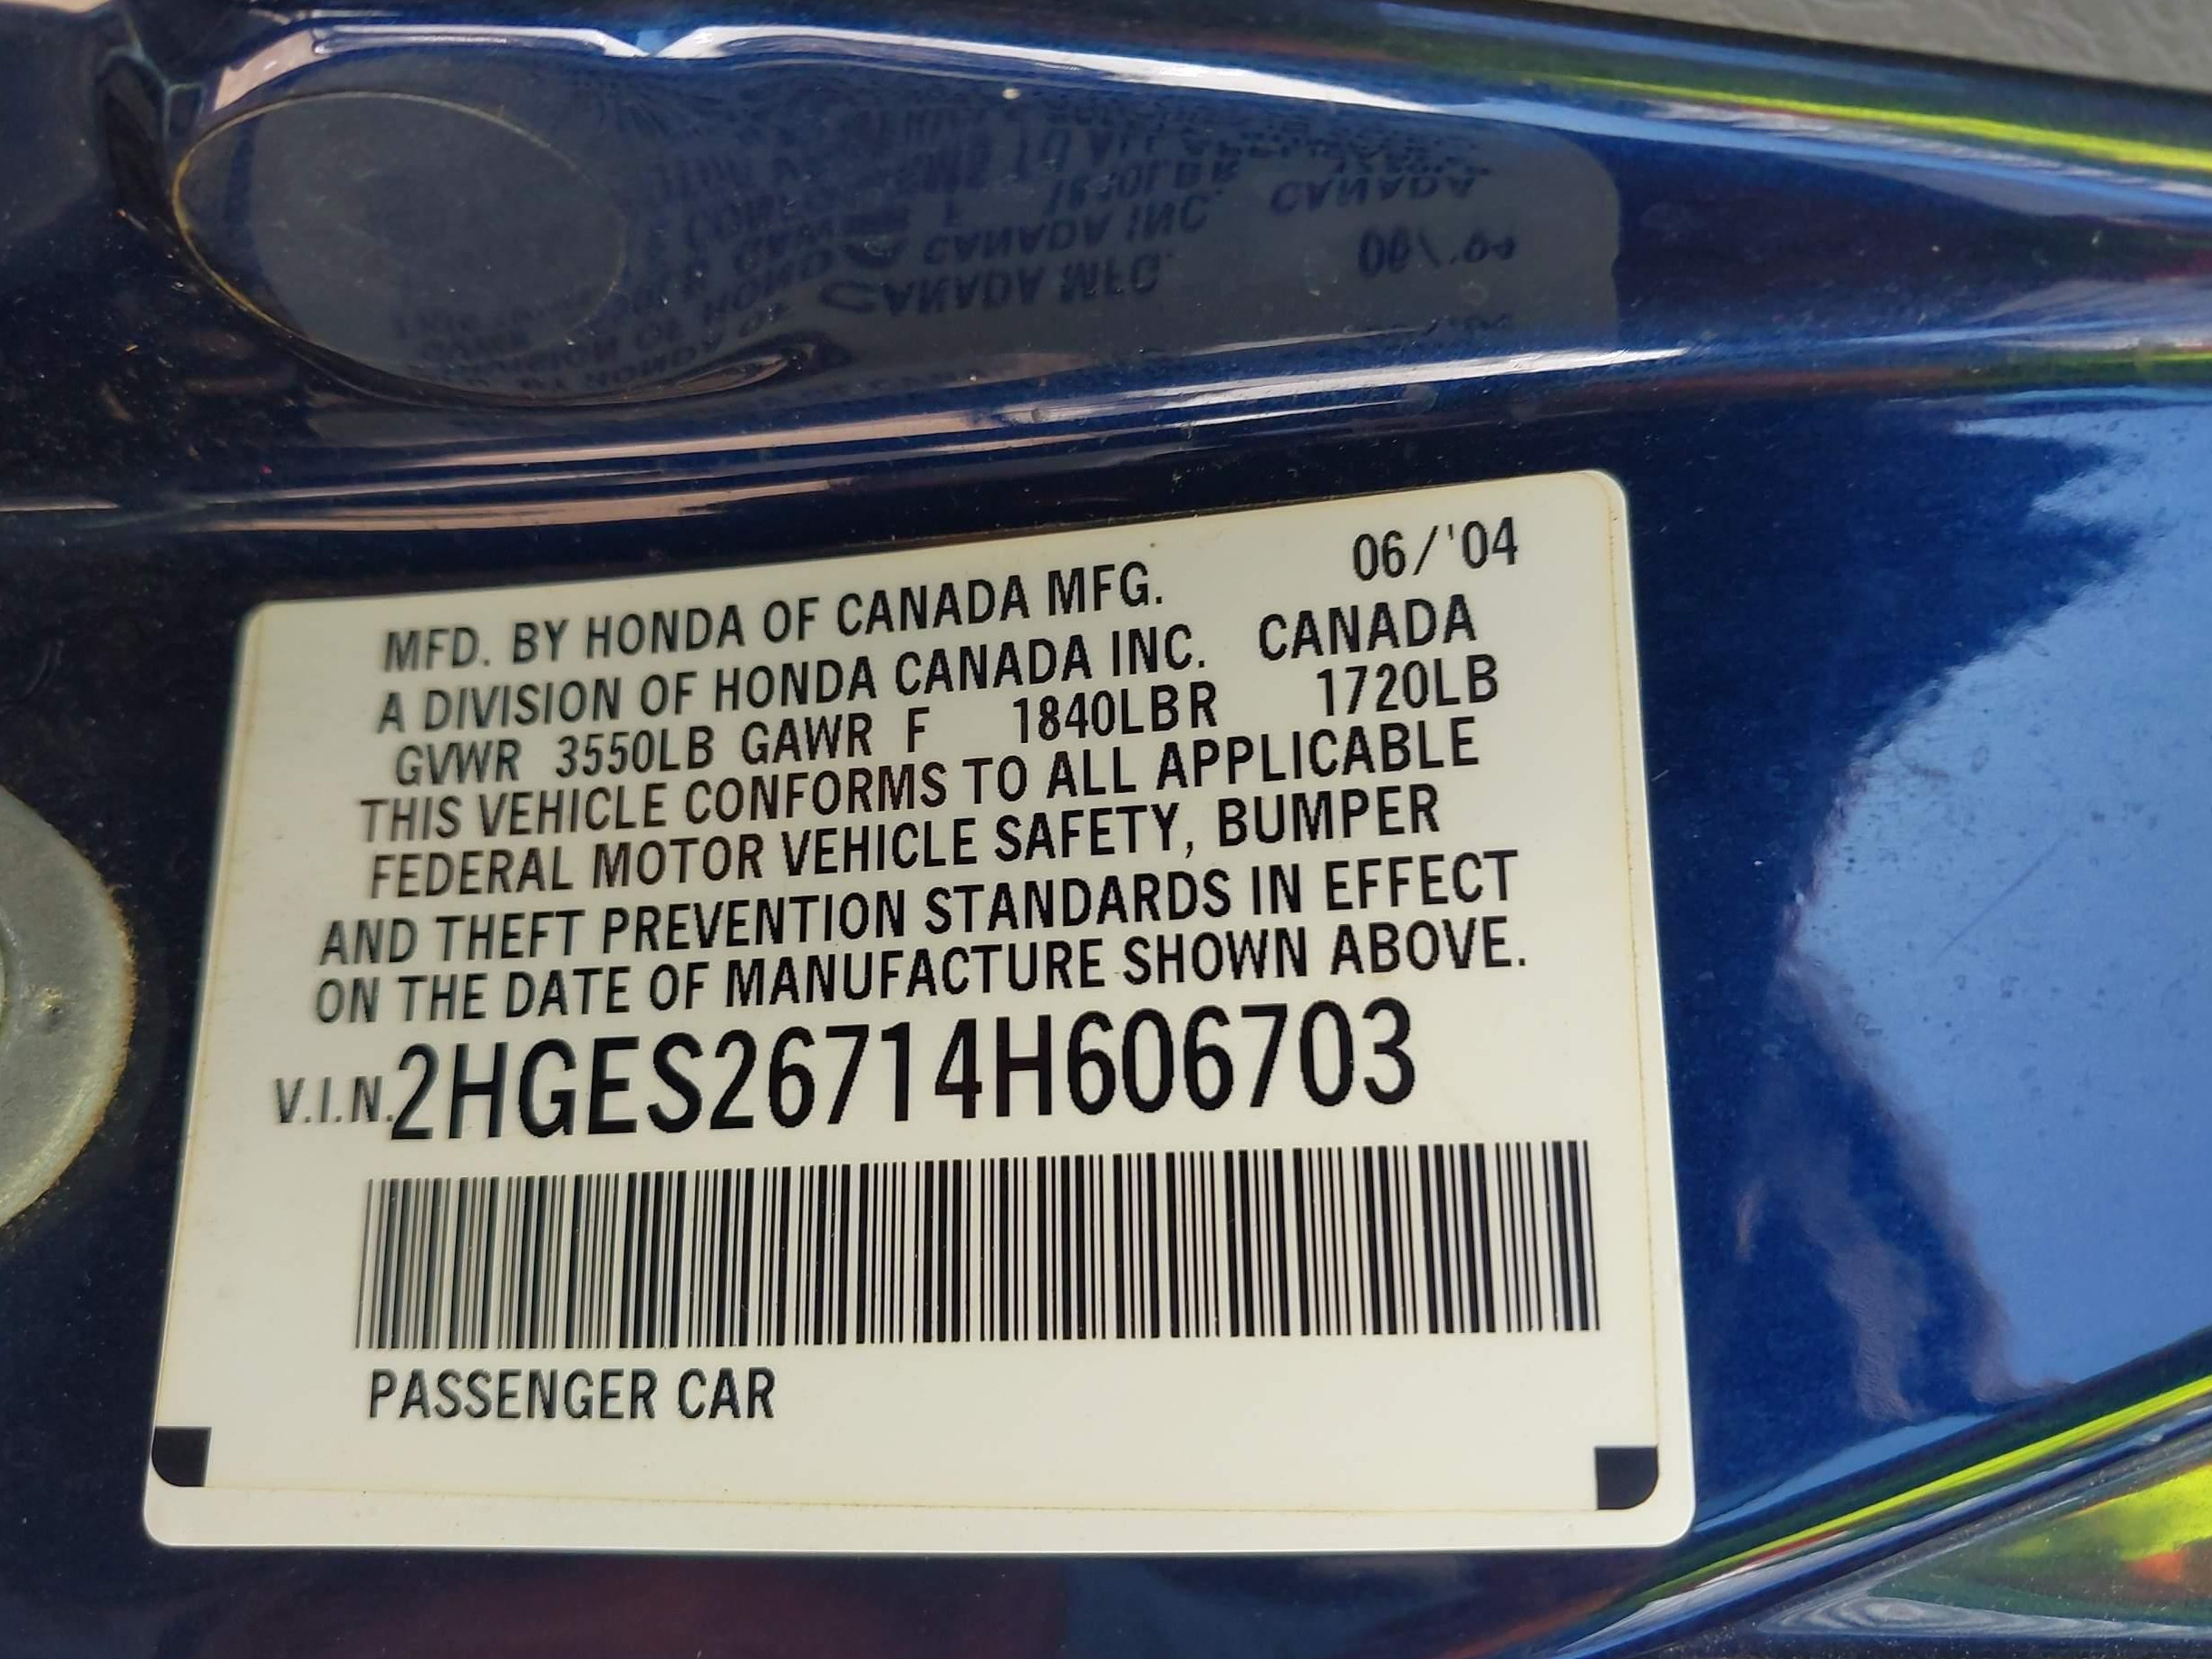 MFD. BY HONDA OF CANADA MFG. 06/'04
A DIVISION OF HONDA CANADA INC. CANADA
GVWR 3550LB GAWR F 1840LBR 1720LB
THIS VEHICLE CONFORMS TO ALL APPLICABLE
FEDERAL MOTOR VEHICLE SAFETY, BUMPER
AND THEFT PREVENTION STANDARDS IN EFFECT
ON THE DATE OF MANUFACTURE SHOWN ABOVE.
V.I.N.2HGES26714H606703
PASSENGER CAR